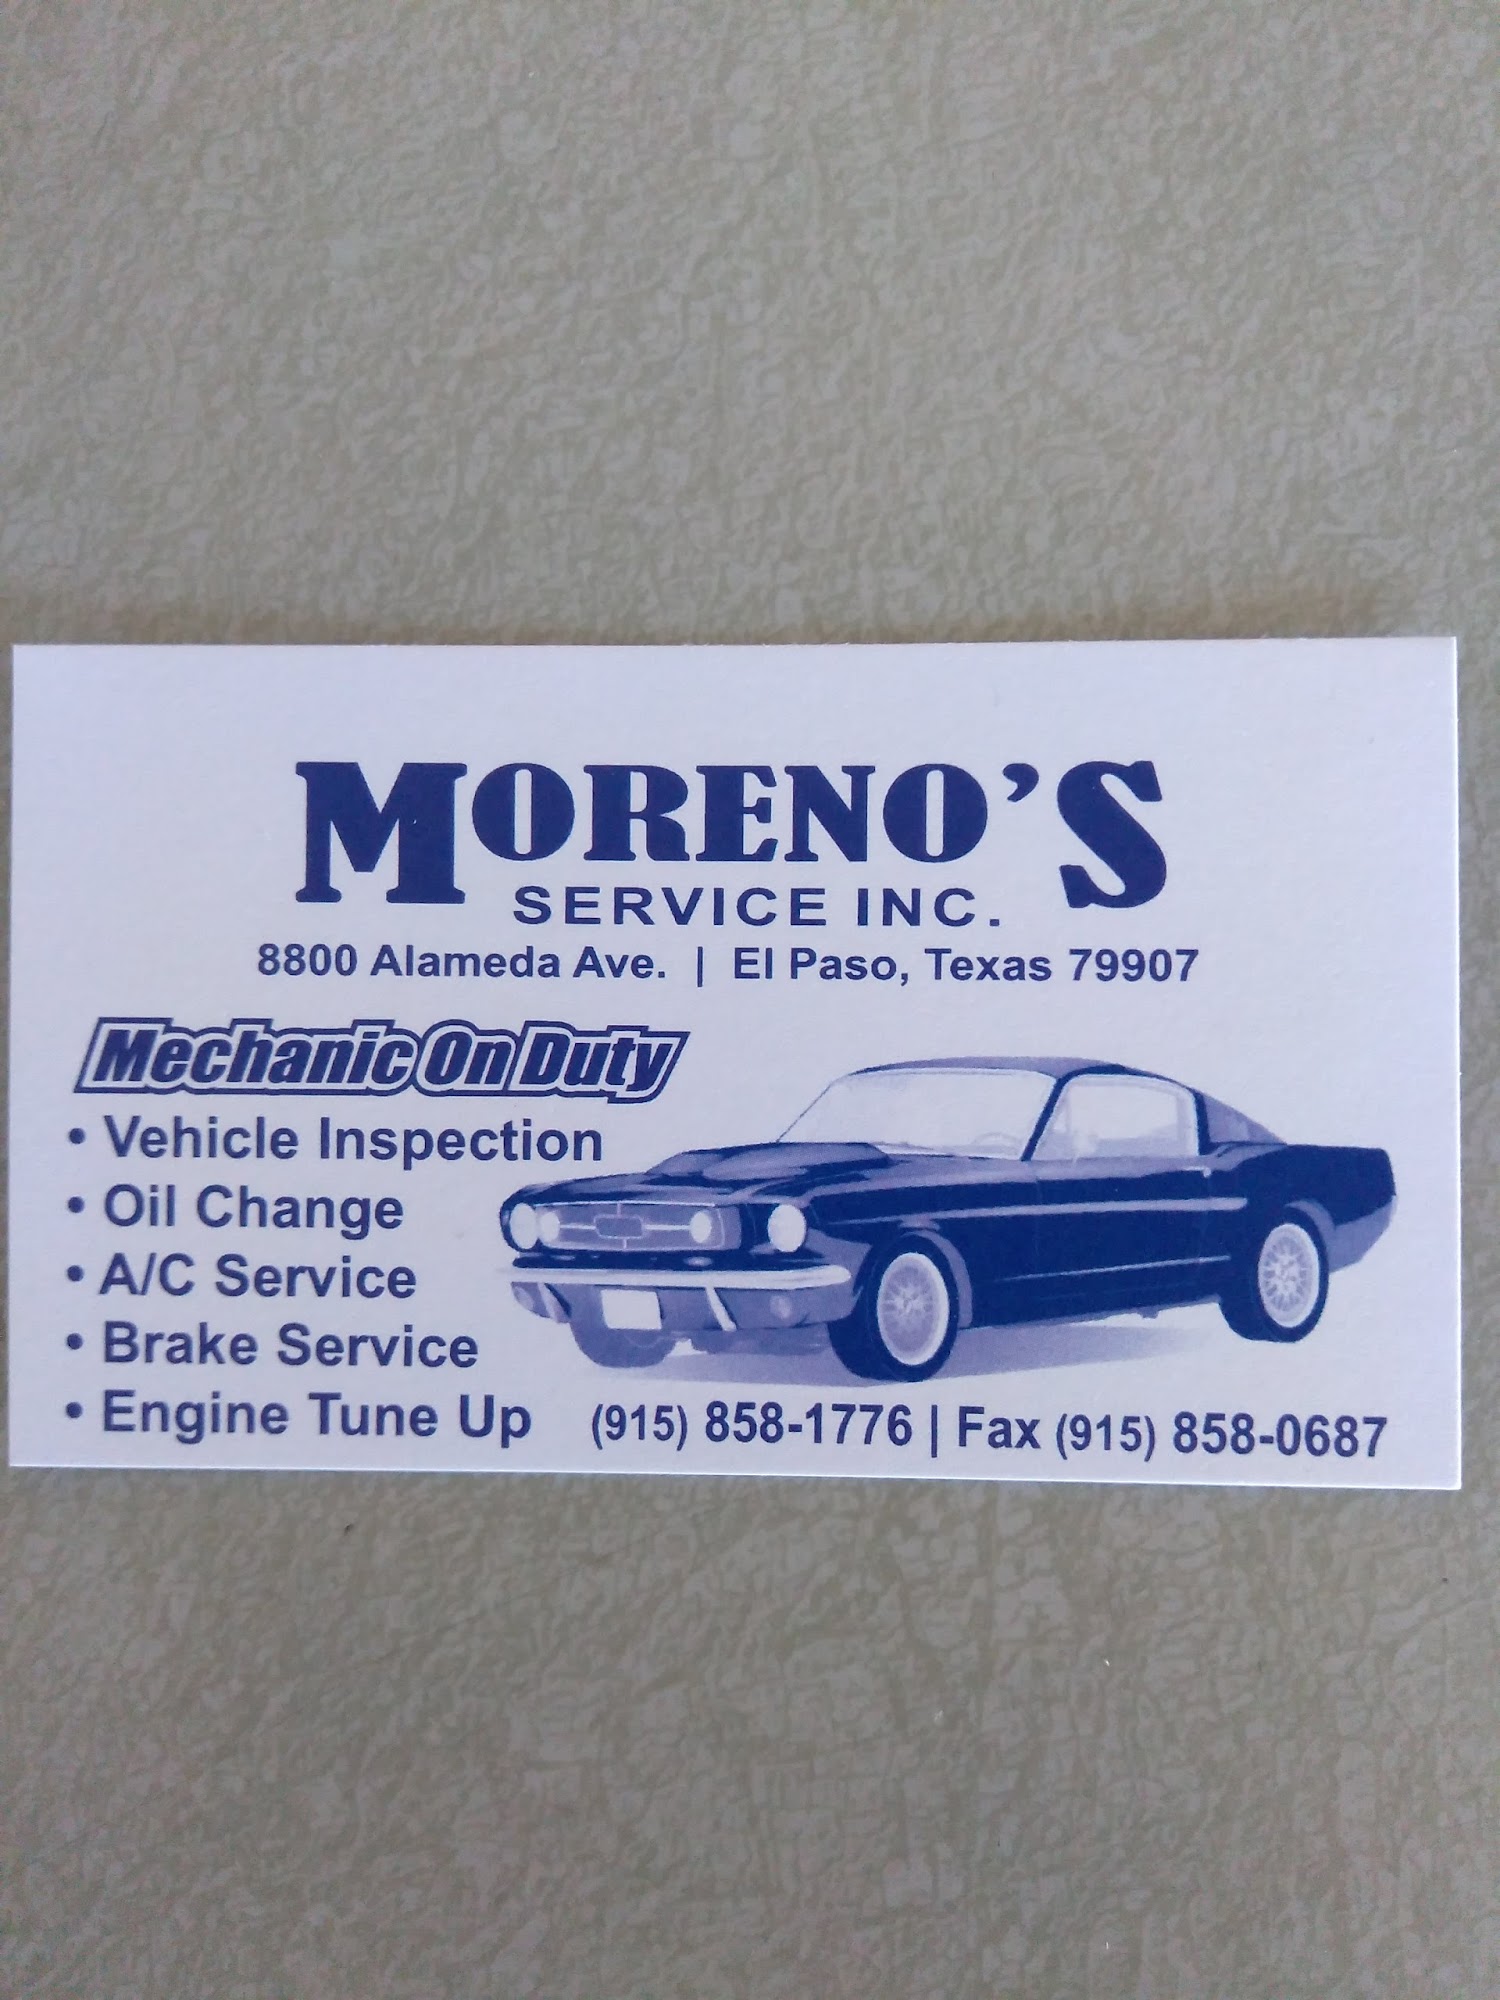 MORENO'S
SERVICE INC.
8800 Alameda Ave. | El Paso, Texas 79907
Mechanic On Duty
• Vehicle Inspection
• Oil Change
• A/C Service
• Brake Service
• Engine Tune Up
(915) 858-1776 | Fax (915) 858-0687